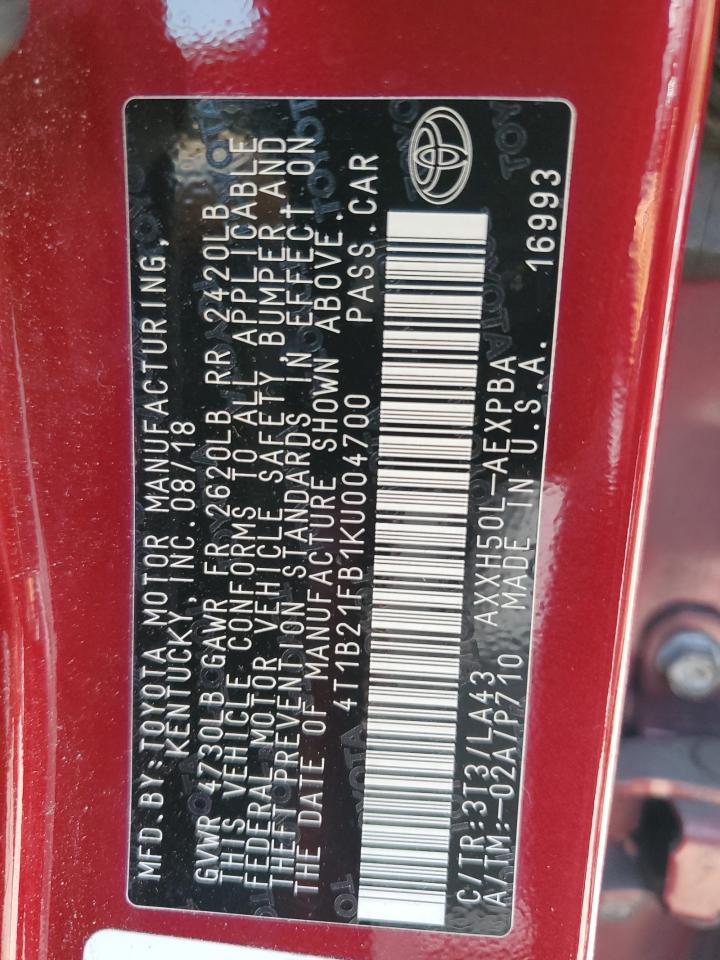 MFD.BY:TOYOTA MOTOR MANUFACTURING,
KENTUCKY, INC.08/18
GVWR 4730LB GAWR FR 2620LB RR 2420LB
THIS VEHICLE CONFORMS TO ALL APPLICABLE
FEDERAL MOTOR VEHICLE SAFETY BUMPER,AND
THEFT PREVENTION STANDARDS IN EFFECT ON
THE DATE OF MANUFACTURE SHOWN ABOVE.
4T1B21FB1KU004700 PASS.CAR
C/TR:3T3/LA43 AXXH50L-AEXPBA
A/TM:-02A/P710 MADE IN U.S.A. 16993